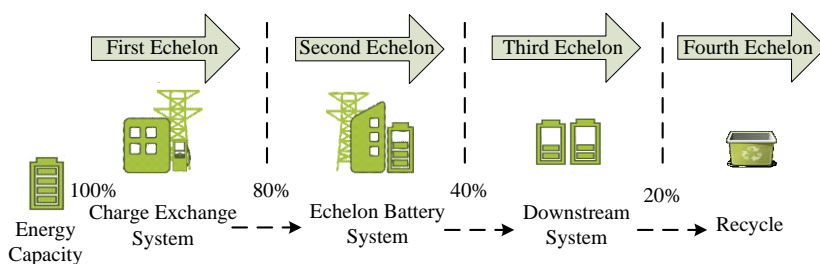 First Echelon
Second Echelon
Third Echelon
Fourth Echelon
100%
80%
40%
20%
Energy
Capacity
Charge Exchange
System
Echelon Battery
System
Downstream
System
Recycle